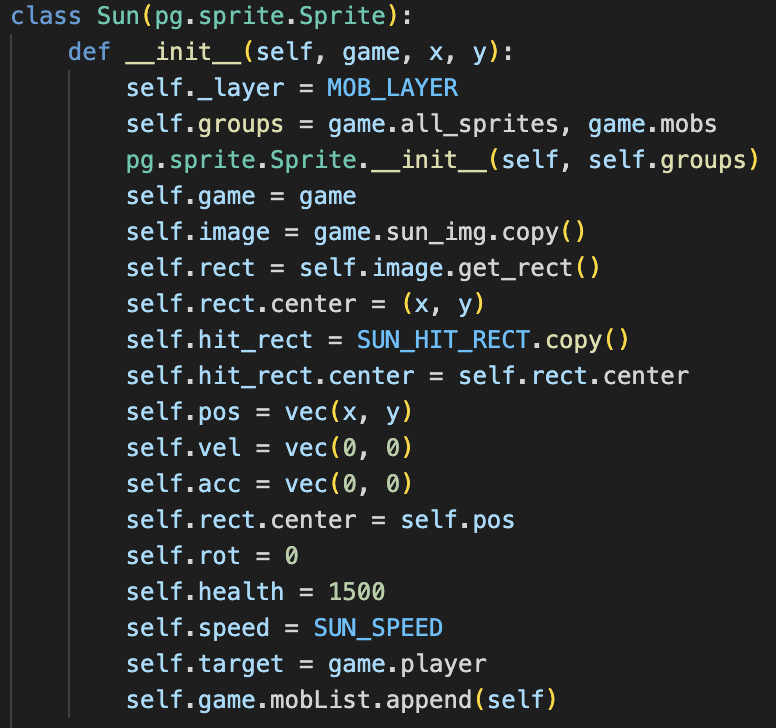 class Sun(pg.sprite.Sprite):
    def __init__(self, game, x, y):
        self._layer = MOB_LAYER
        self.groups = game.all_sprites, game.mobs
        pg.sprite.Sprite.__init__(self, self.groups)
        self.game = game
        self.image = game.sun_img.copy()
        self.rect = self.image.get_rect()
        self.rect.center = (x, y)
        self.hit_rect = SUN_HIT_RECT.copy()
        self.hit_rect.center = self.rect.center
        self.pos = vec(x, y)
        self.vel = vec(0, 0)
        self.acc = vec(0, 0)
        self.rect.center = self.pos
        self.rot = 0
        self.health = 1500
        self.speed = SUN_SPEED
        self.target = game.player
        self.game.mobList.append(self)